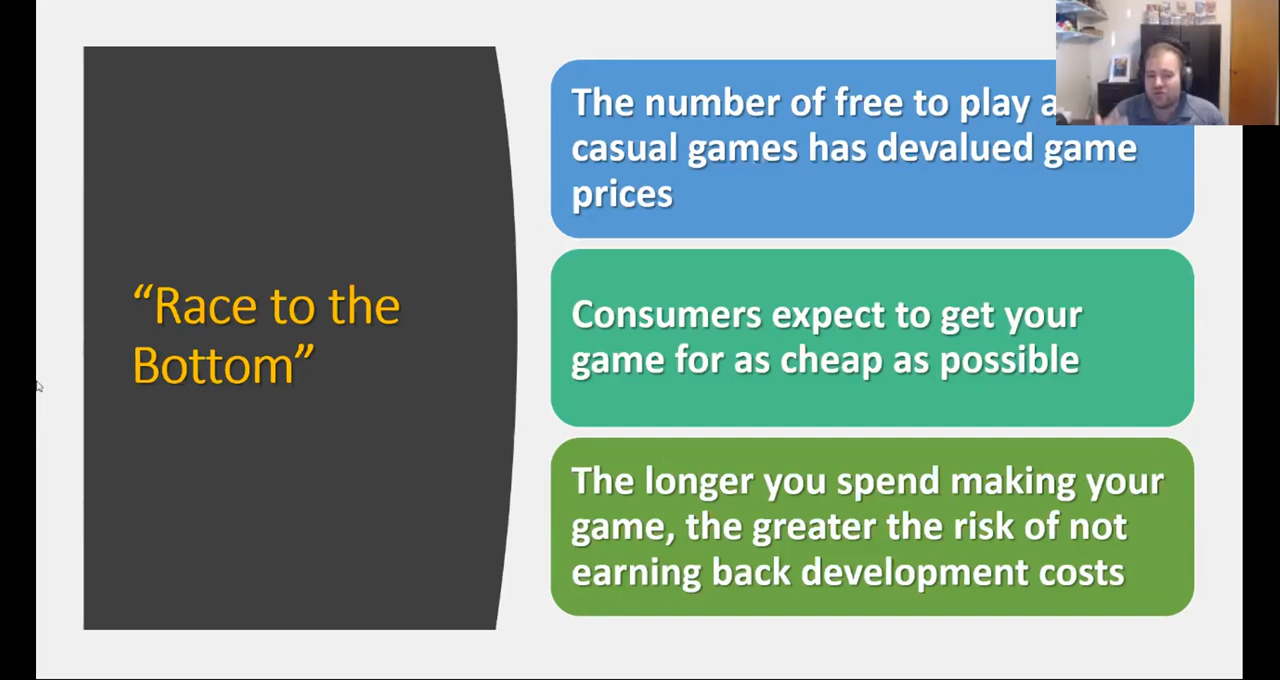 “Race to the
Bottom”
The number of free to play
casual games has devalued game
prices
Consumers expect to get your
game for as cheap as possible
The longer you spend making your
game, the greater the risk of not
earning back development costs